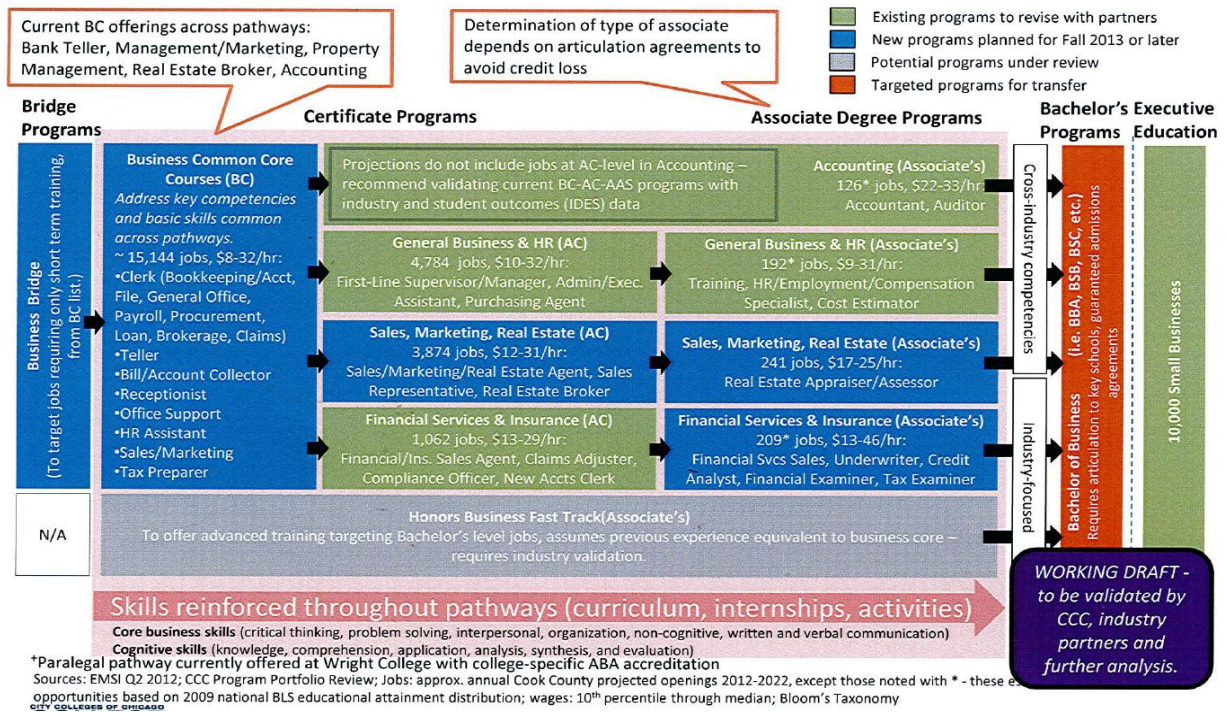 Current BC offerings across pathways:
Bank Teller, Management/Marketing, Property
Management, Real Estate Broker, Accounting
Determination of type of associate
depends on articulation agreements to
avoid credit loss
Existing programs to revise with partners
New programs planned for Fall 2013 or later
Potential programs under review
Targeted programs for transfer
Bridge
Programs
Certificate Programs
Associate Degree Programs
Bachelor's
Programs
Executive
Education
Business Bridge
(To target jobs requiring only short term training,
from BC list.)
Business Common Core
Courses (BC)
Address key competencies
and basic skills common
across pathways.
~ 15,144 jobs, $8-32/hr:
•Clerk (Bookkeeping/Acct,
File, General Office,
Payroll, Procurement,
Loan, Brokerage, Claims)
•Teller
•Bill/Account Collector
•Receptionist
•Office Support
•HR Assistant
•Sales/Marketing
•Tax Preparer
Projections do not include jobs at AC-level in Accounting –
recommend validating current BC-AC-AAS programs with
industry and student outcomes (IDES) data
Accounting (Associate's)
126* jobs, $22-33/hr:
Accountant, Auditor
General Business & HR (AC)
4,784 jobs, $10-32/hr:
First-Line Supervisor/Manager, Admin/Exec.
Assistant, Purchasing Agent
General Business & HR (Associate's)
192* jobs, $9-31/hr:
Training, HR/Employment/Compensation
Specialist, Cost Estimator
Sales, Marketing, Real Estate (AC)
3,874 jobs, $12-31/hr:
Sales/Marketing/Real Estate Agent, Sales
Representative, Real Estate Broker
Sales, Marketing, Real Estate (Associate's)
241 jobs, $17-25/hr:
Real Estate Appraiser/Assessor
Financial Services & Insurance (AC)
1,062 jobs, $13-29/hr:
Financial/Ins. Sales Agent, Claims Adjuster,
Compliance Officer, New Accts Clerk
Financial Services & Insurance (Associate's)
209* jobs, $13-46/hr:
Financial Svcs Sales, Underwriter, Credit
Analyst, Financial Examiner, Tax Examiner
Cross-industry competencies
Industry-focused
Bachelor of Business (i.e. BBA, BSB, BSC, etc.)
Requires articulation to key schools, guaranteed admissions
agreements
10,000 Small Businesses
N/A
Honors Business Fast Track(Associate's)
To offer advanced training targeting Bachelor's level jobs, assumes previous experience equivalent to business core –
requires industry validation.
Skills reinforced throughout pathways (curriculum, internships, activities)
Core business skills (critical thinking, problem solving, interpersonal, organization, non-cognitive, written and verbal communication)
Cognitive skills (knowledge, comprehension, application, analysis, synthesis, and evaluation)
WORKING DRAFT -
to be validated by
CCC, industry
partners and
further analysis.
+Paralegal pathway currently offered at Wright College with college-specific ABA accreditation
Sources: EMSI Q2 2012; CCC Program Portfolio Review; Jobs: approx. annual Cook County projected openings 2012-2022, except those noted with * - these
opportunities based on 2009 national BLS educational attainment distribution; wages: 10th percentile through median; Bloom's Taxonomy
CITY COLLEGES OF CHICAGO